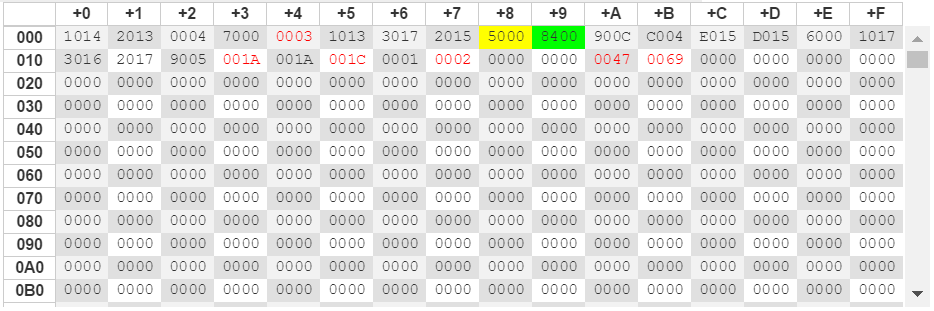 +0 +1 +2 +3 +4 +5 +6 +7 +8 +9 +A +B +C +D +E +F
000 1014 2013 0004 7000 0003 1013 3017 2015 5000 8400 900C C004 E015 D015 6000 1017
010 3016 2017 9005 001A 001A 001C 0001 0002 0000 0000 0047 0069 0000 0000 0000 0000
020 0000 0000 0000 0000 0000 0000 0000 0000 0000 0000 0000 0000 0000 0000 0000 0000
030 0000 0000 0000 0000 0000 0000 0000 0000 0000 0000 0000 0000 0000 0000 0000 0000
040 0000 0000 0000 0000 0000 0000 0000 0000 0000 0000 0000 0000 0000 0000 0000 0000
050 0000 0000 0000 0000 0000 0000 0000 0000 0000 0000 0000 0000 0000 0000 0000 0000
060 0000 0000 0000 0000 0000 0000 0000 0000 0000 0000 0000 0000 0000 0000 0000 0000
070 0000 0000 0000 0000 0000 0000 0000 0000 0000 0000 0000 0000 0000 0000 0000 0000
080 0000 0000 0000 0000 0000 0000 0000 0000 0000 0000 0000 0000 0000 0000 0000 0000
090 0000 0000 0000 0000 0000 0000 0000 0000 0000 0000 0000 0000 0000 0000 0000 0000
0A0 0000 0000 0000 0000 0000 0000 0000 0000 0000 0000 0000 0000 0000 0000 0000 0000
0B0 0000 0000 0000 0000 0000 0000 0000 0000 0000 0000 0000 0000 0000 0000 0000 0000